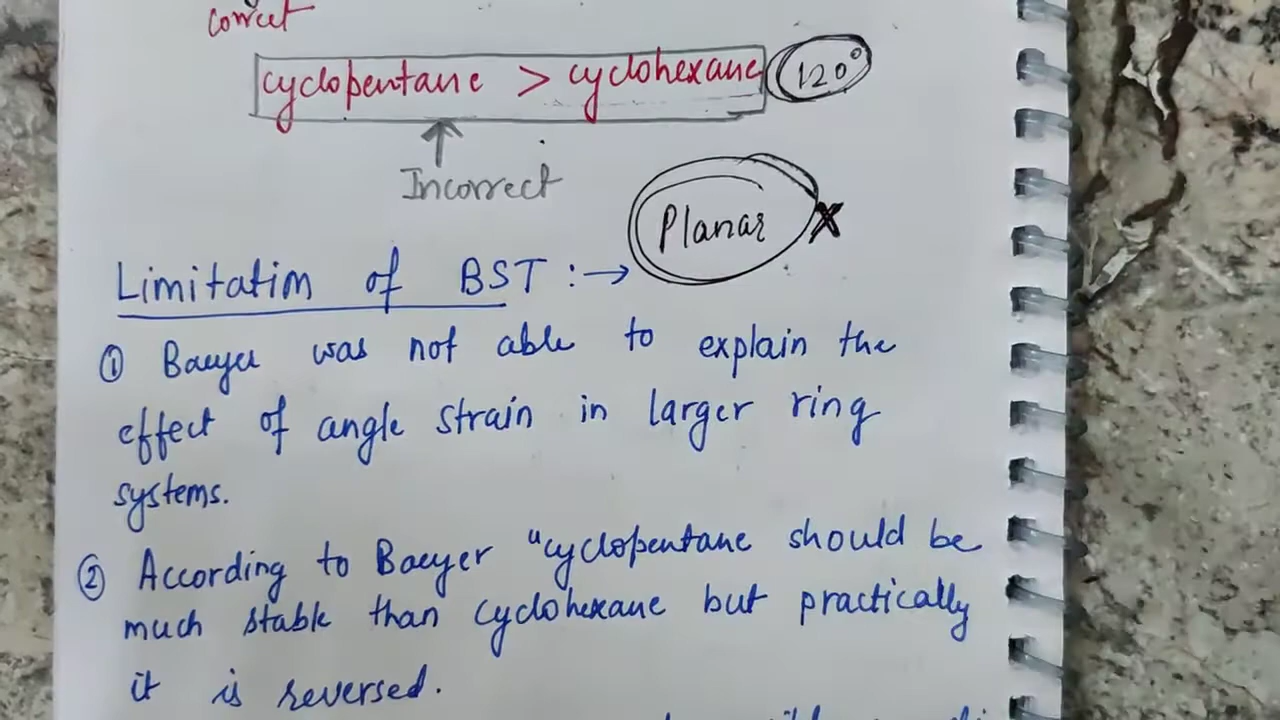 correct
cyclopentane > cyclohexane 120°
↑
Incorrect
Planar x
Limitation of BST :→
① Baeyer was not able to explain the
effect of angle strain in larger ring
systems.
② According to Baeyer "cyclopentane should be
much stable than cyclohexane but practically
it is reversed.